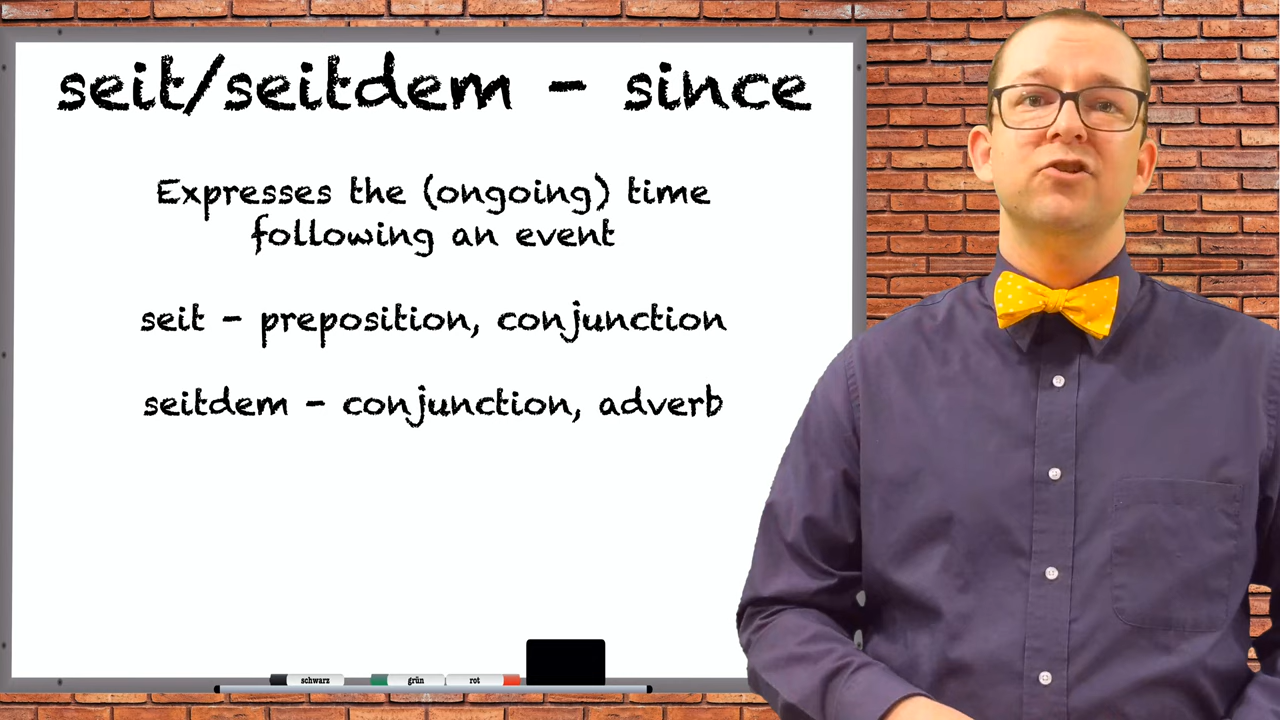 seit/seitdem - since
Expresses the (ongoing) time
following an event
seit - preposition, conjunction
seitdem - conjunction, adverb
schwarz
grün
rot